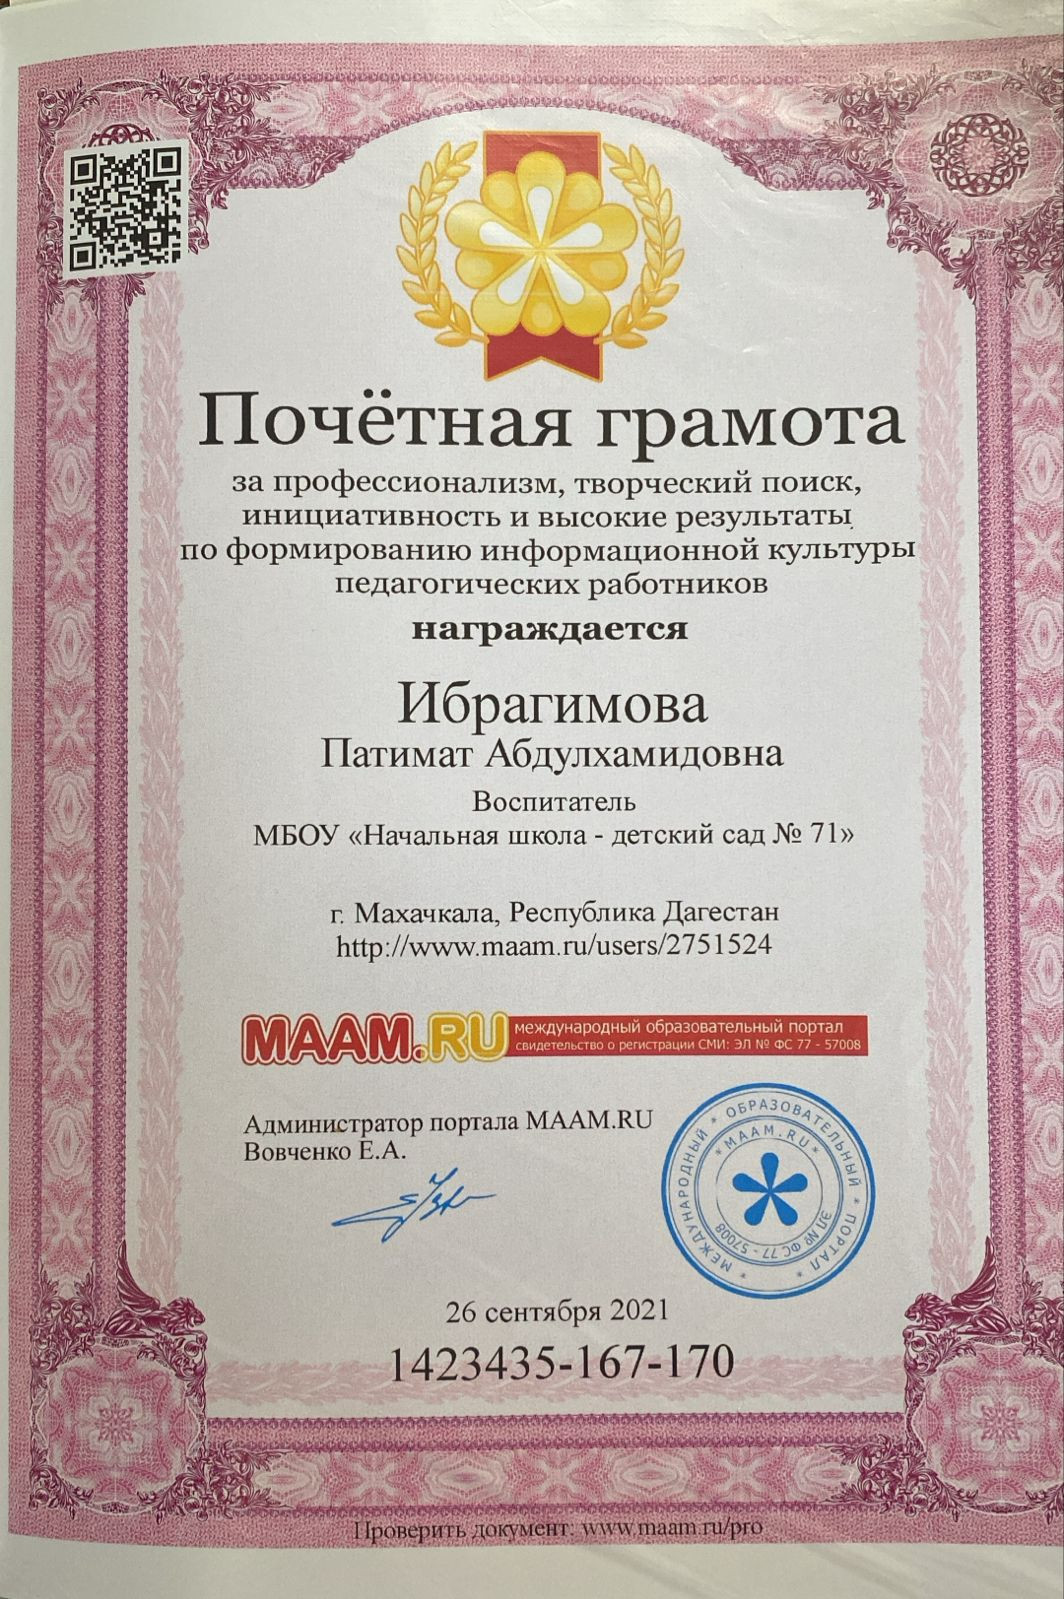 Почётная грамота
за профессионализм, творческий поиск,
инициативность и высокие результаты
по формированию информационной культуры
педагогических работников
награждается
Ибрагимова
Патимат Абдулхамидовна
Воспитатель
МБОУ «Начальная школа - детский сад № 71»
г. Махачкала, Республика Дагестан
http://www.maam.ru/users/2751524
MAAM.RU международный образовательный портал
свидетельство о регистрации СМИ: ЭЛ № ФС 77 - 57008
Администратор портала MAAM.RU
Вовченко Е.А.
* МЕЖДУНАРОДНЫЙ * ОБРАЗОВАТЕЛЬНЫЙ * ПОРТАЛ *
* MAAM.RU *
ЭЛ № ФС 77 - 57008
26 сентября 2021
1423435-167-170
Проверить документ: www.maam.ru/pro